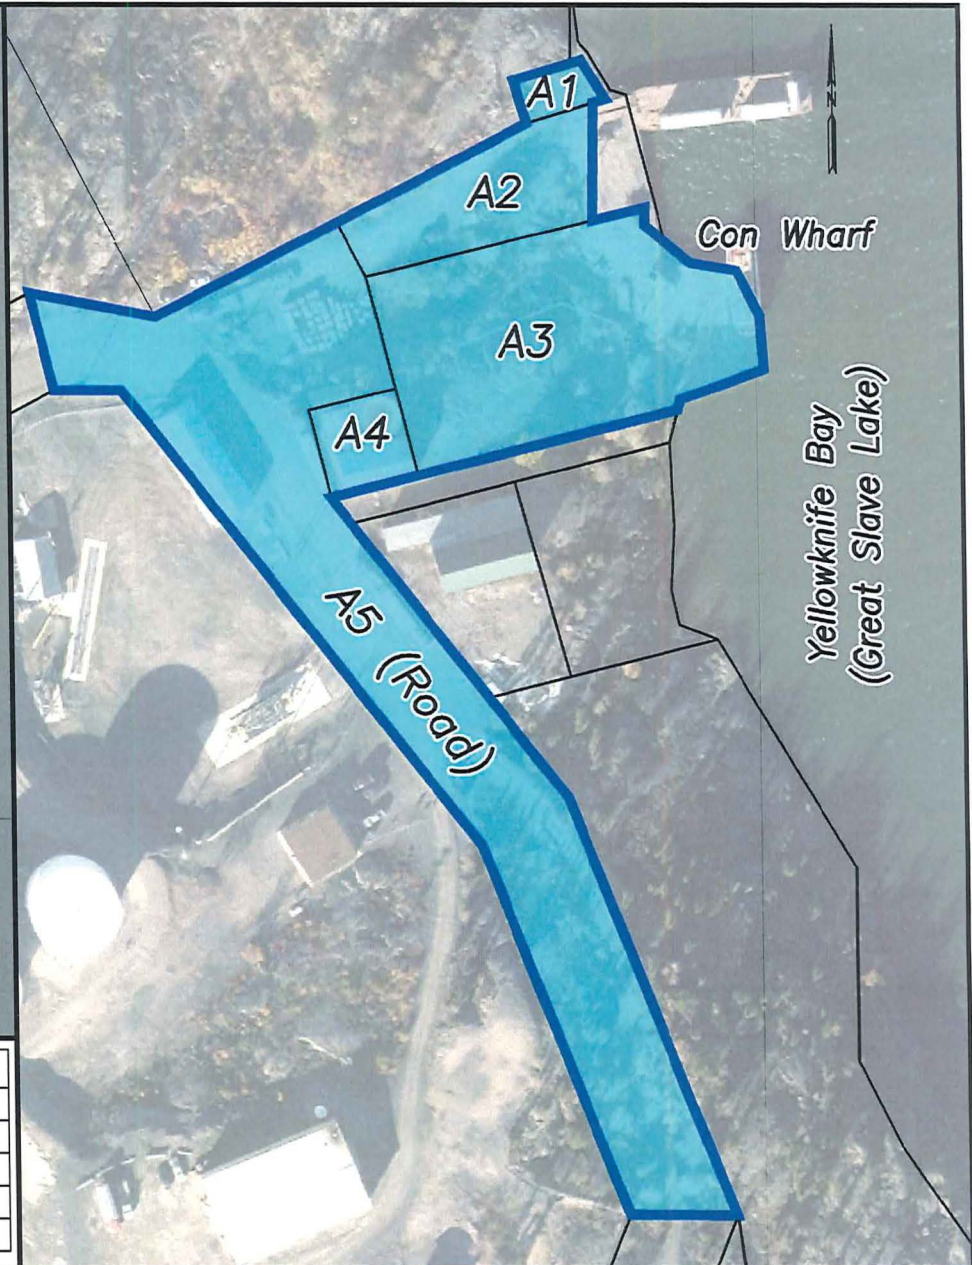 A1
N
A2
Con Wharf
A3
A4
Yellowknife Bay
(Great Slave Lake)
A5 (Road)